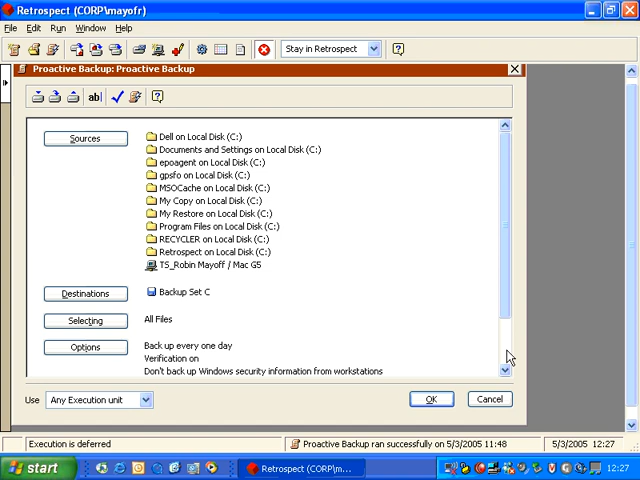 Retrospect (CORP\mayofr)
File Edit Run Window Help
Stay in Retrospect
Proactive Backup: Proactive Backup
ab|
Sources
Dell on Local Disk (C:)
Documents and Settings on Local Disk (C:)
epoagent on Local Disk (C:)
gpsfo on Local Disk (C:)
MSOCache on Local Disk (C:)
My Copy on Local Disk (C:)
My Restore on Local Disk (C:)
Program Files on Local Disk (C:)
RECYCLER on Local Disk (C:)
Retrospect on Local Disk (C:)
TS_Robin Mayoff / Mac G5
Destinations
Backup Set C
Selecting
All Files
Options
Back up every one day
Verification on
Don't back up Windows security information from workstations
Use Any Execution unit OK Cancel
Execution is deferred Proactive Backup ran successfully on 5/3/2005 11:48 5/3/2005 12:27
start Retrospect (CORP\m... 12:27